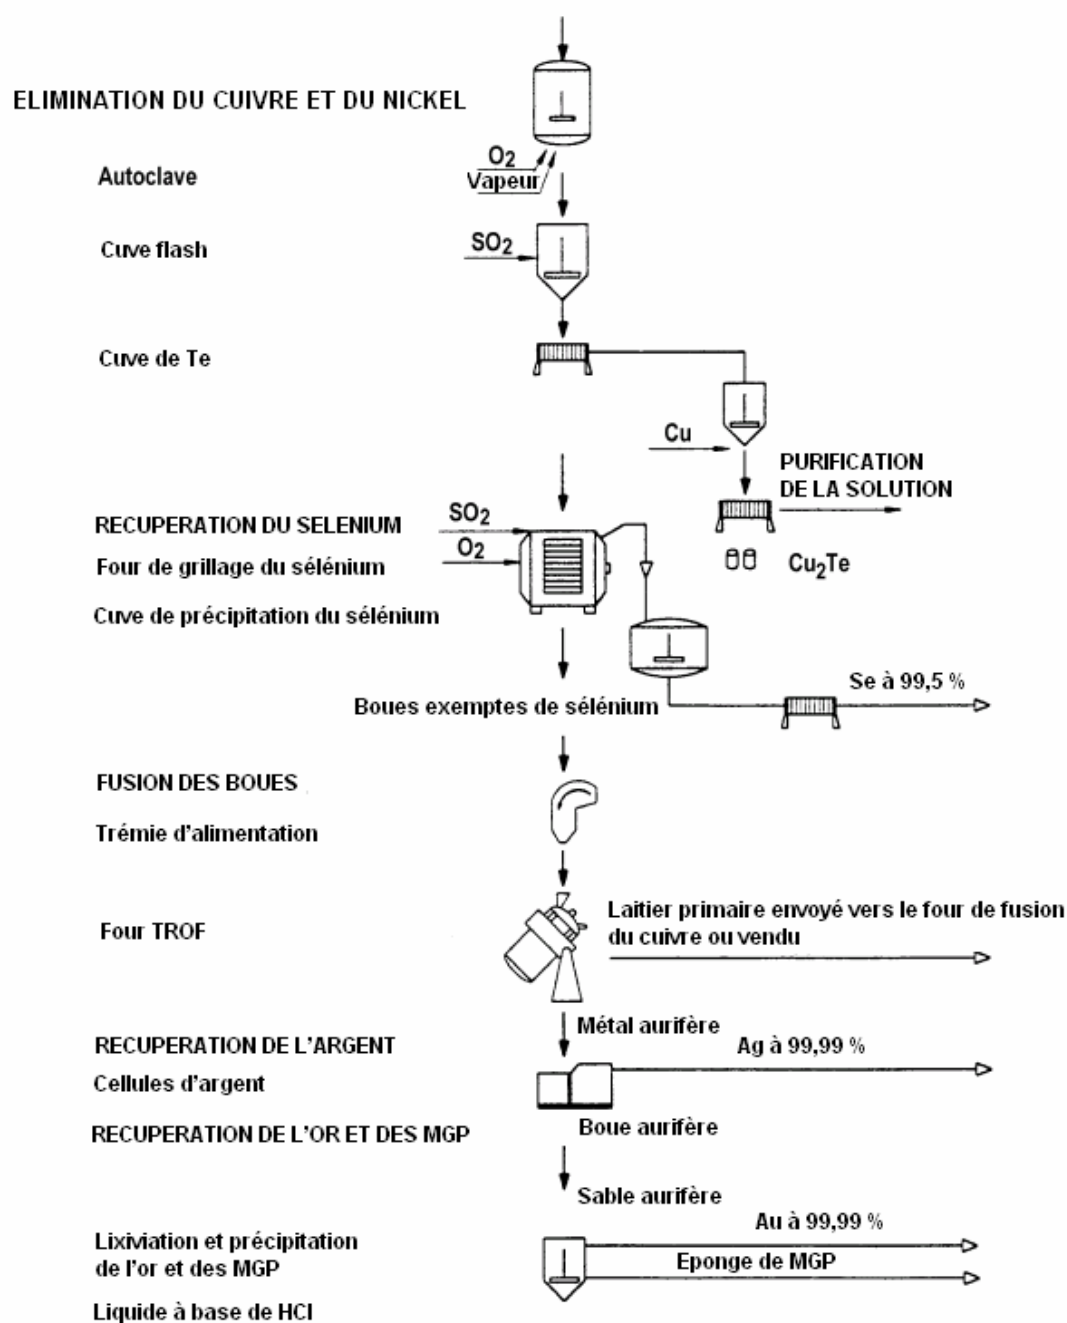 ELIMINATION DU CUIVRE ET DU NICKEL
O2
Autoclave
Vapeur
Cuve flash
SO2
Cuve de Te
Cu
PURIFICATION
DE LA SOLUTION
RECUPERATION DU SELENIUM
SO2
O2
Four de grillage du sélénium
Cu2Te
Cuve de précipitation du sélénium
Se à 99,5 %
Boues exemptes de sélénium
FUSION DES BOUES
Trémie d'alimentation
Four TROF
Laitier primaire envoyé vers le four de fusion
du cuivre ou vendu
Métal aurifère
RECUPERATION DE L'ARGENT
Ag à 99,99 %
Cellules d'argent
RECUPERATION DE L'OR ET DES MGP
Boue aurifère
Sable aurifère
Au à 99,99 %
Lixiviation et précipitation
de l'or et des MGP
Eponge de MGP
Liquide à base de HCl